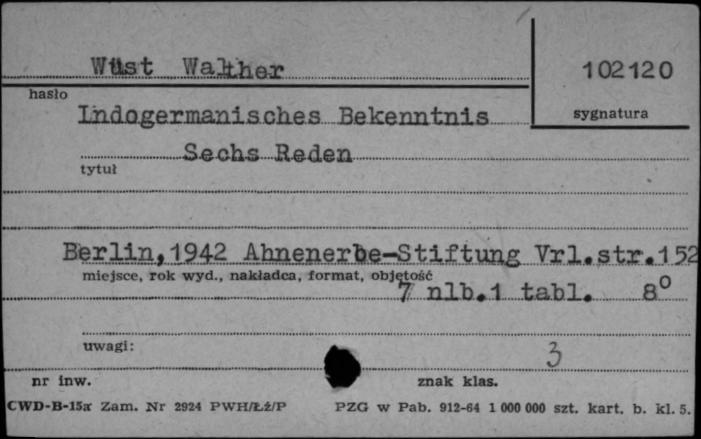 Wüst Walther
102120
hasło
sygnatura
Indogermanisches Bekenntnis
Sechs Reden
tytuł
Berlin,1942 Ahnenerbe-Stiftung Vrl.str.152
miejsce, rok wyd., nakładca, format, objętość
7 nlb.1 tabl. 8°
uwagi:
3
nr inw. znak klas.
CWD-B-15a Zam. Nr 2924 PWH/Łż/P PZG w Pab. 912-64 1 000 000 szt. kart. b. kl. 5.